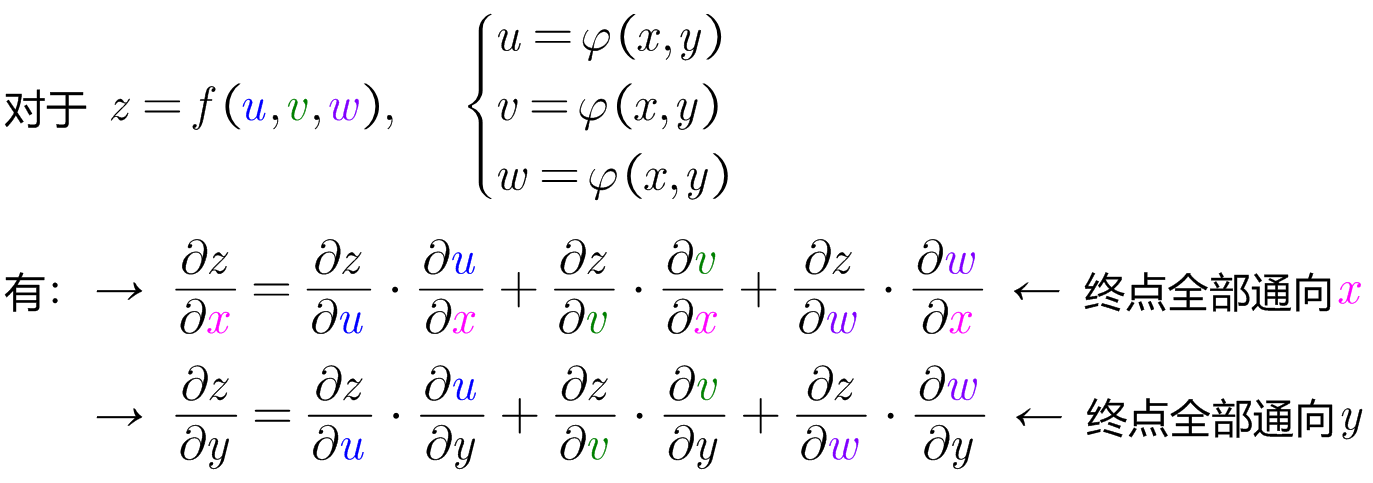 对于 z = f(u,v,w), { u = φ(x,y)
v = φ(x,y)
w = φ(x,y)
有: → ∂z/∂x = ∂z/∂u · ∂u/∂x + ∂z/∂v · ∂v/∂x + ∂z/∂w · ∂w/∂x ← 终点全部通向x
→ ∂z/∂y = ∂z/∂u · ∂u/∂y + ∂z/∂v · ∂v/∂y + ∂z/∂w · ∂w/∂y ← 终点全部通向y